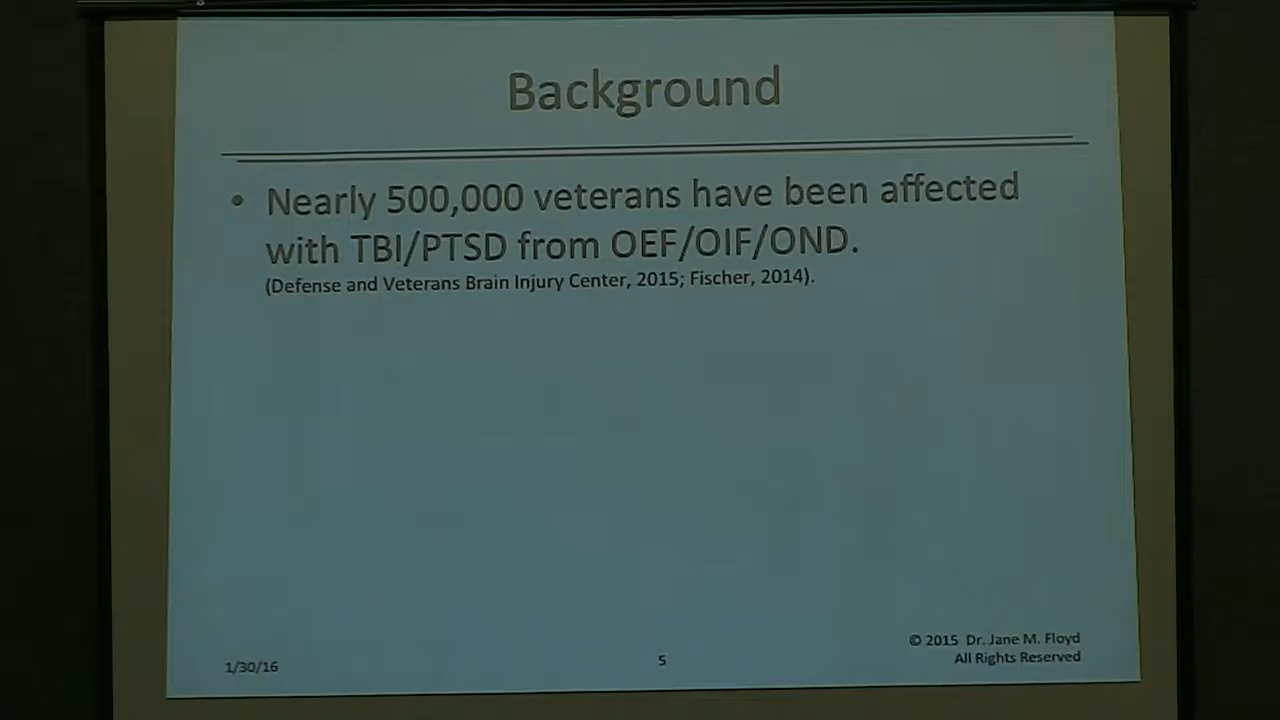 Background
• Nearly 500,000 veterans have been affected
with TBI/PTSD from OEF/OIF/OND.
(Defense and Veterans Brain Injury Center, 2015; Fischer, 2014).
1/30/16
5
© 2015 Dr. Jane M. Floyd
All Rights Reserved